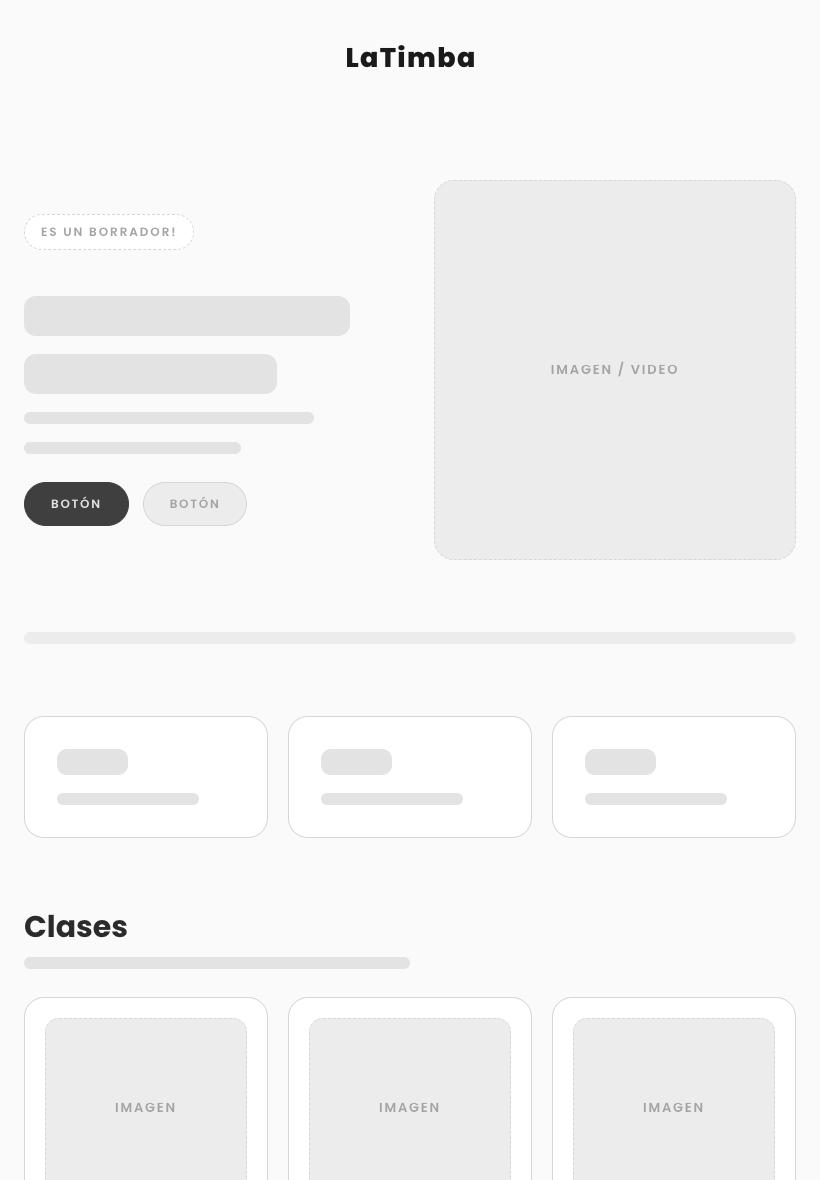 LaTimba
ES UN BORRADOR!
IMAGEN / VIDEO
BOTÓN
BOTÓN
Clases
IMAGEN
IMAGEN
IMAGEN